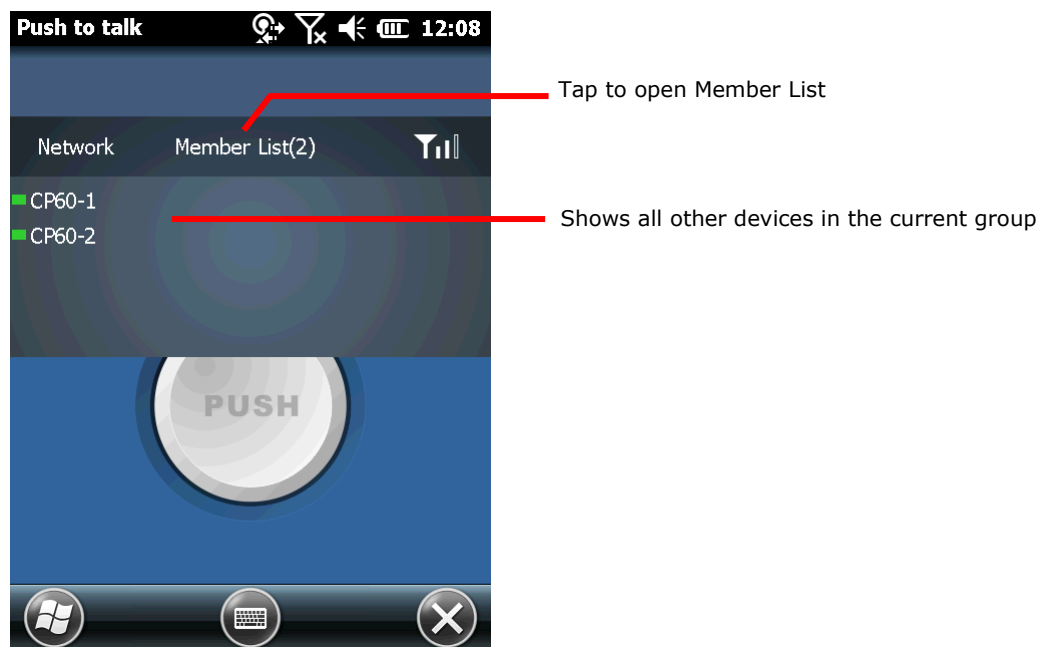 Push to talk 12:08
Tap to open Member List
Network Member List(2)
CP60-1
Shows all other devices in the current group
CP60-2
PUSH